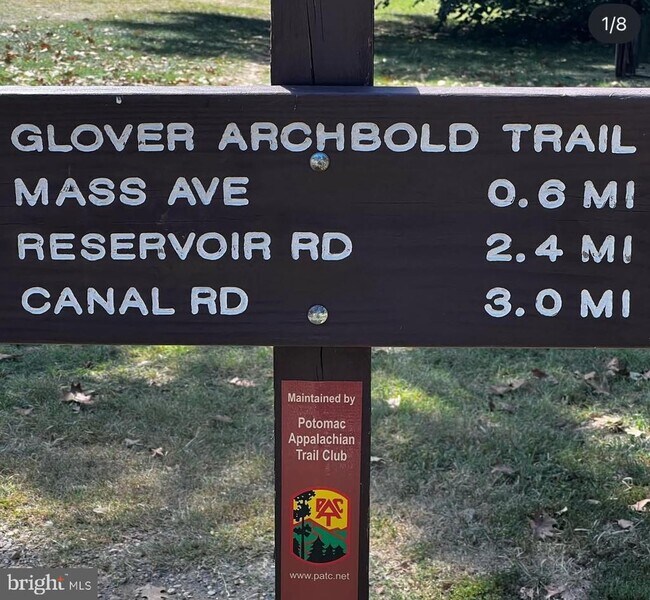 1/8
GLOVER ARCHBOLD TRAIL
MASS AVE 0.6 MI
RESERVOIR RD 2.4 MI
CANAL RD 3.0 MI
Maintained by
Potomac
Appalachian
Trail Club
PATC
www.patc.net
bright MLS